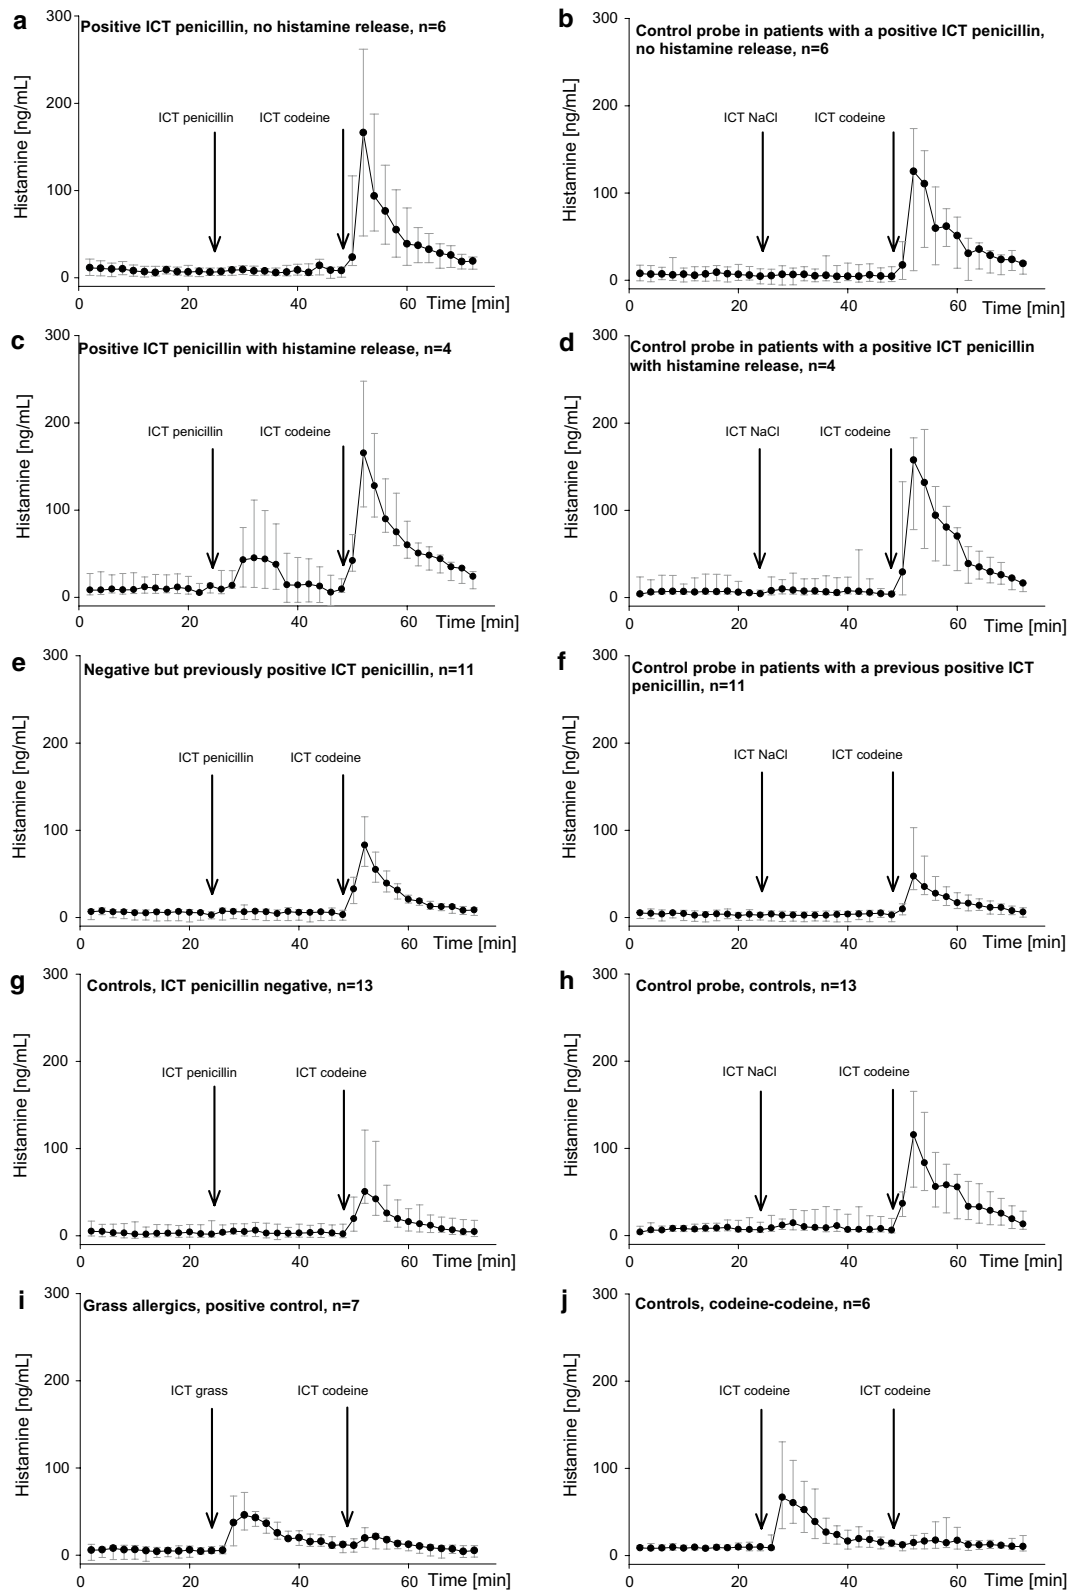 a
Positive ICT penicillin, no histamine release, n=6
Histamine [ng/mL]
300
200
100
0
ICT penicillin
ICT codeine
0
20
40
60
Time [min]
b
Control probe in patients with a positive ICT penicillin,
no histamine release, n=6
Histamine [ng/mL]
300
200
100
0
ICT NaCl
ICT codeine
0
20
40
60
Time [min]
c
Positive ICT penicillin with histamine release, n=4
Histamine [ng/mL]
300
200
100
0
ICT penicillin
ICT codeine
0
20
40
60
Time [min]
d
Control probe in patients with a positive ICT penicillin
with histamine release, n=4
Histamine [ng/mL]
300
200
100
0
ICT NaCl
ICT codeine
0
20
40
60
Time [min]
e
Negative but previously positive ICT penicillin, n=11
Histamine [ng/mL]
300
200
100
0
ICT penicillin
ICT codeine
0
20
40
60
Time [min]
f
Control probe in patients with a previous positive ICT
penicillin, n=11
Histamine [ng/mL]
300
200
100
0
ICT NaCl
ICT codeine
0
20
40
60
Time [min]
g
Controls, ICT penicillin negative, n=13
Histamine [ng/mL]
300
200
100
0
ICT penicillin
ICT codeine
0
20
40
60
Time [min]
h
Control probe, controls, n=13
Histamine [ng/mL]
300
200
100
0
ICT NaCl
ICT codeine
0
20
40
60
Time [min]
i
Grass allergics, positive control, n=7
Histamine [ng/mL]
300
200
100
0
ICT grass
ICT codeine
0
20
40
60
Time [min]
j
Controls, codeine-codeine, n=6
Histamine [ng/mL]
300
200
100
0
ICT codeine
ICT codeine
0
20
40
60
Time [min]